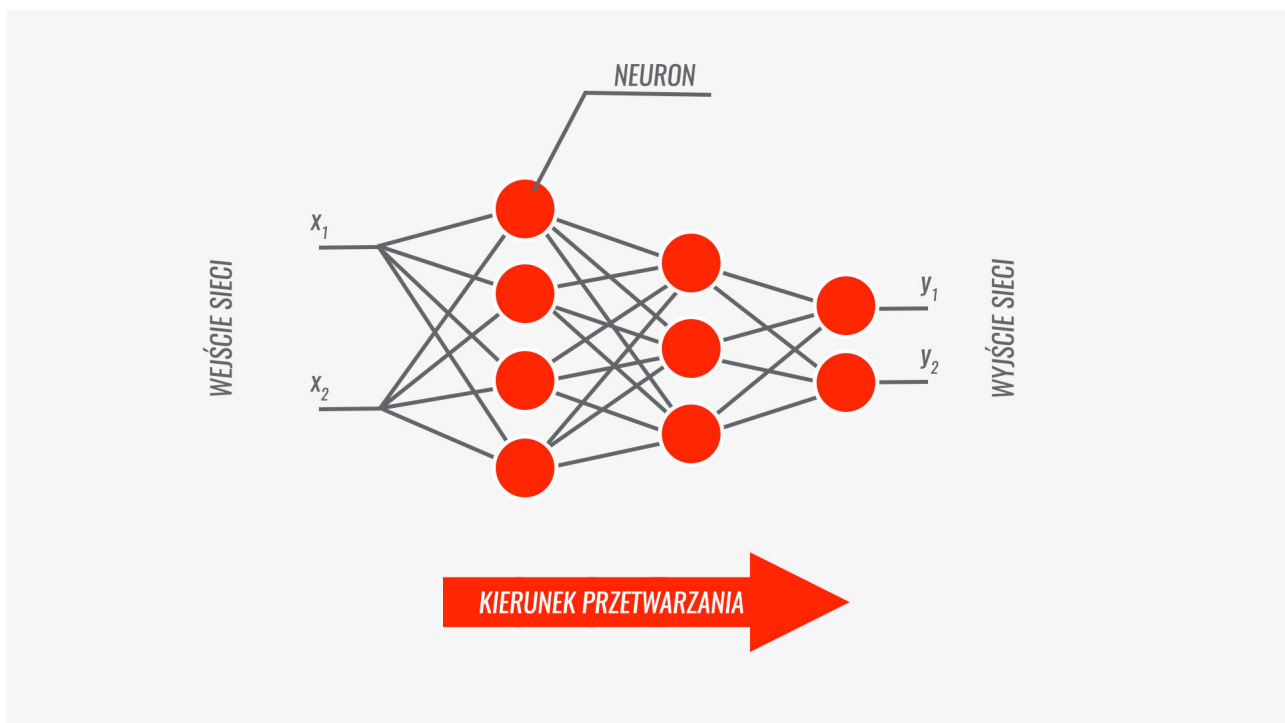 NEURON
x1
y1
WEJŚCIE SIECI
WYJŚCIE SIECI
x2
y2
KIERUNEK PRZETWARZANIA